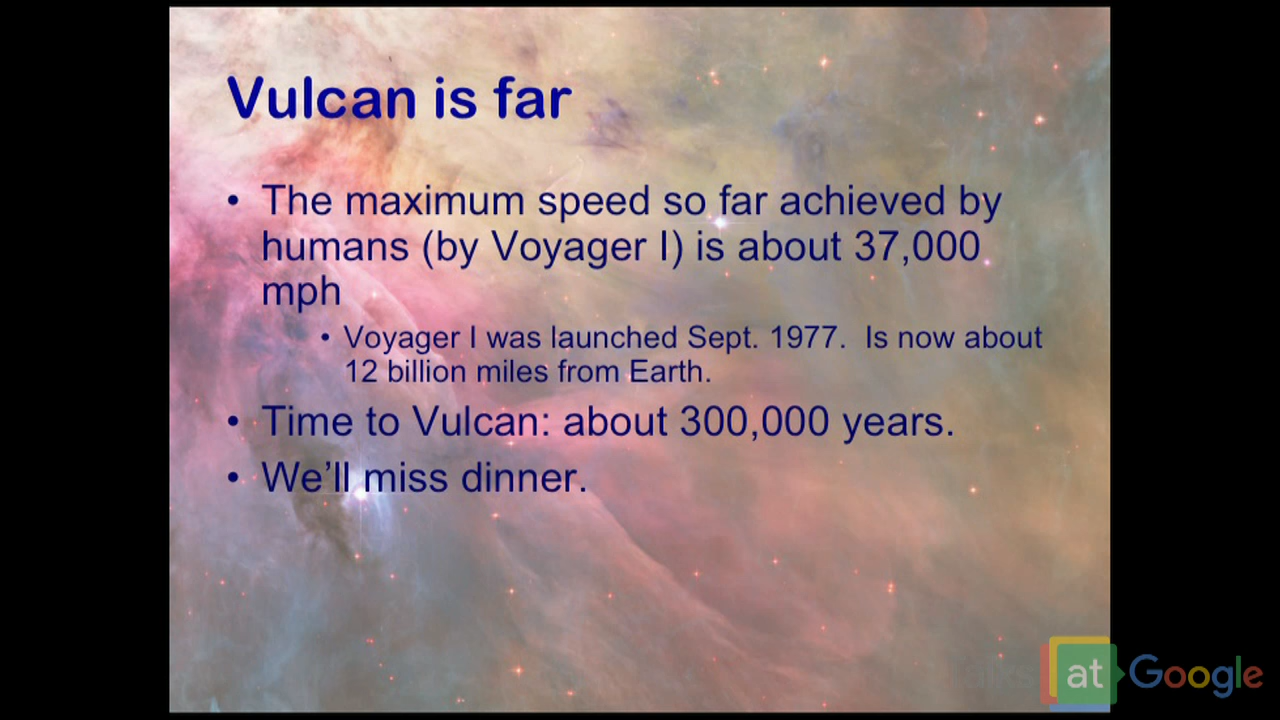 Vulcan is far
• The maximum speed so far achieved by
humans (by Voyager I) is about 37,000
mph
• Voyager I was launched Sept. 1977.  Is now about
12 billion miles from Earth.
• Time to Vulcan: about 300,000 years.
• We’ll miss dinner.
at Google